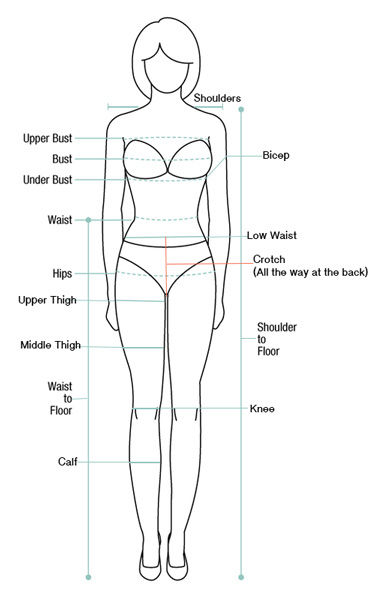 Shoulders
Upper Bust
Bust
Bicep
Under Bust
Waist
Low Waist
Crotch
(All the way at the back)
Hips
Upper Thigh
Shoulder
to
Floor
Middle Thigh
Waist
to
Floor
Knee
Calf